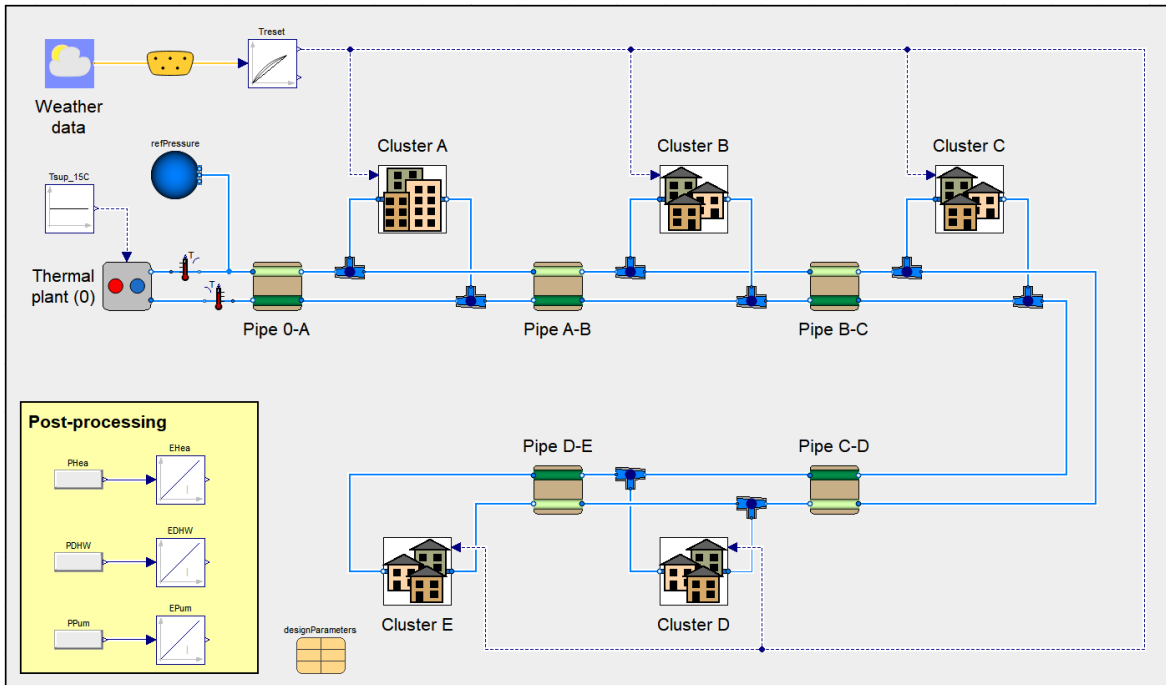 Treset
Weather
data
refPressure
Cluster A
Cluster B
Cluster C
Tsup_15C
T
T
Thermal
plant (0)
Pipe 0-A
Pipe A-B
Pipe B-C
Post-processing
Pipe D-E
Pipe C-D
EHea
PHea
I
EDHW
PDHW
I
EPum
PPum
I
Cluster E
Cluster D
designParameters